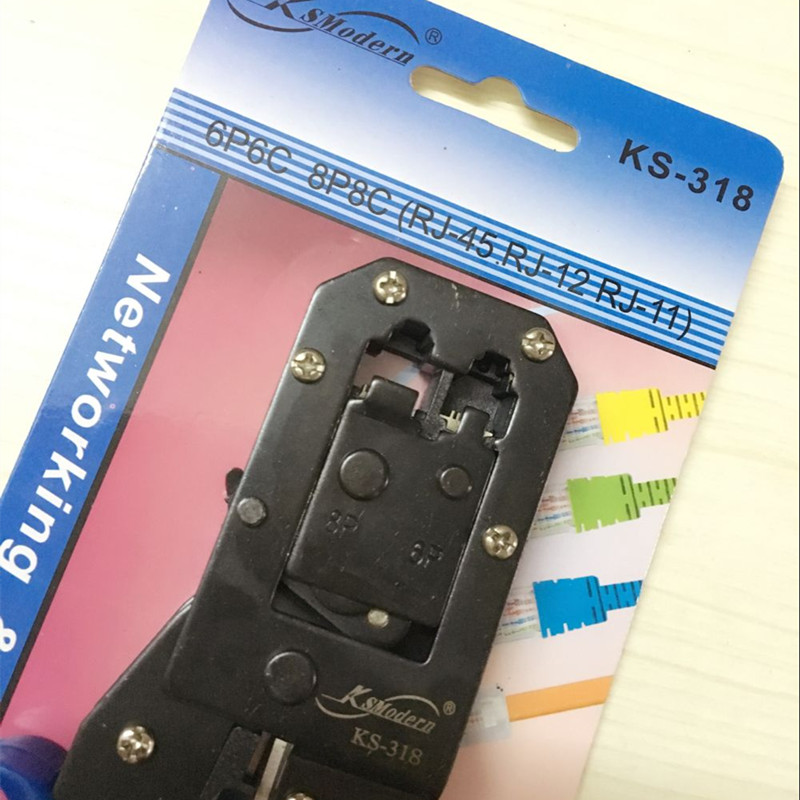 KSModern®
KS-318
6P6C 8P8C (RJ-45 RJ-12 RJ-11)
Networking &
8P
6P
KSModern®
KS-318